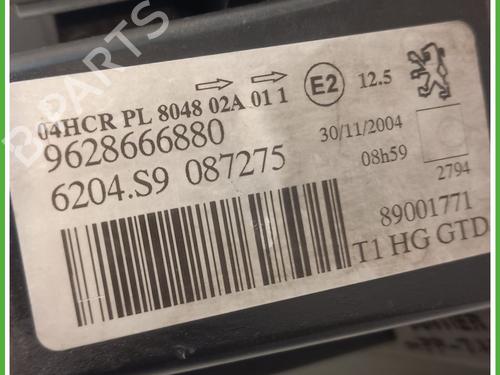 04HCR PL 8048 02A 01 1 E2 12.5
9628666880 30/11/2004
6204.S9 087275 08h59
2794
89001771
T1 HG GTD
B-PARTS